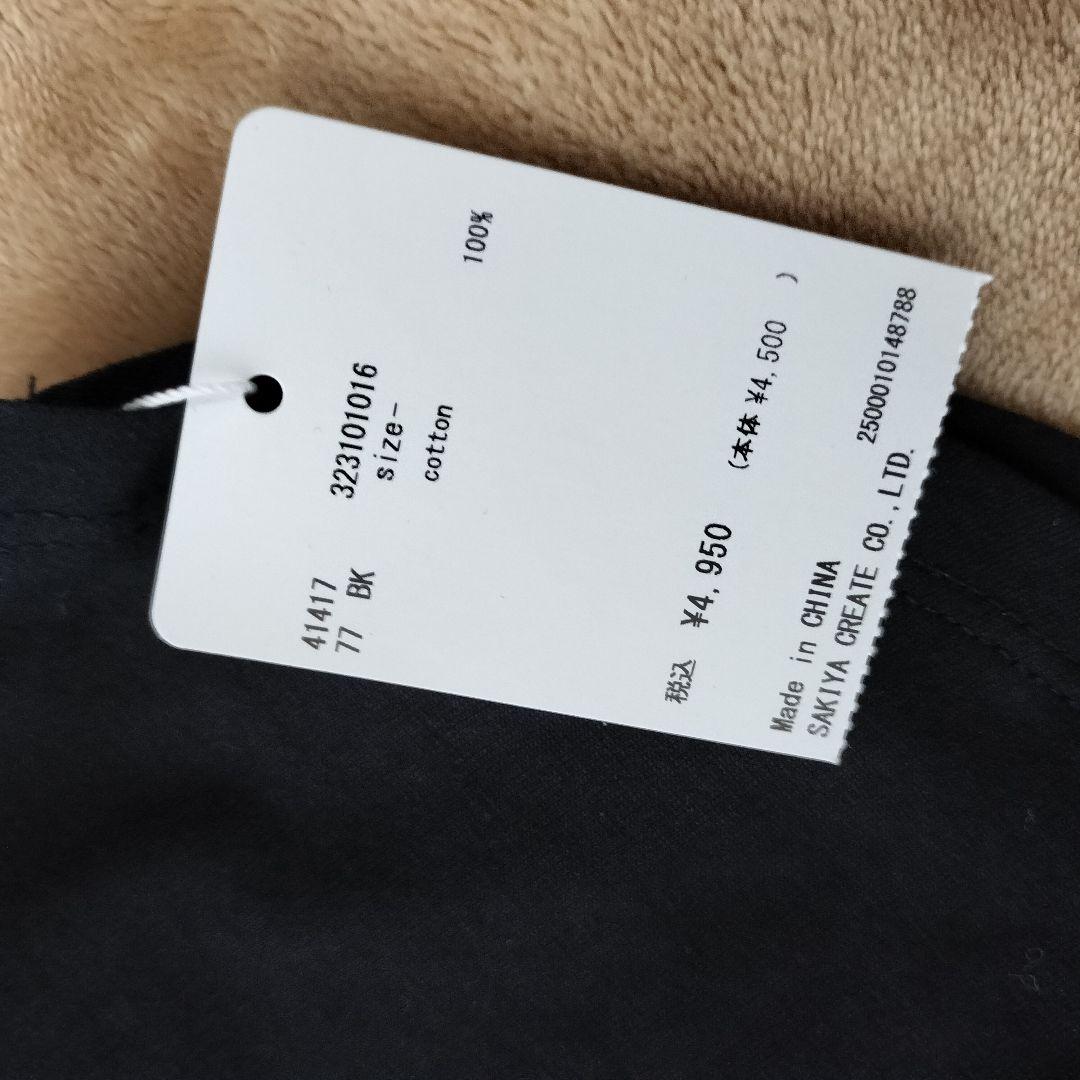 41417 323101016
77 BK size-
cotton 100%
税込 ¥4,950
(本体 ¥4,500 )
Made in CHINA 2500010148788
SAKIYA CREATE CO.,LTD.